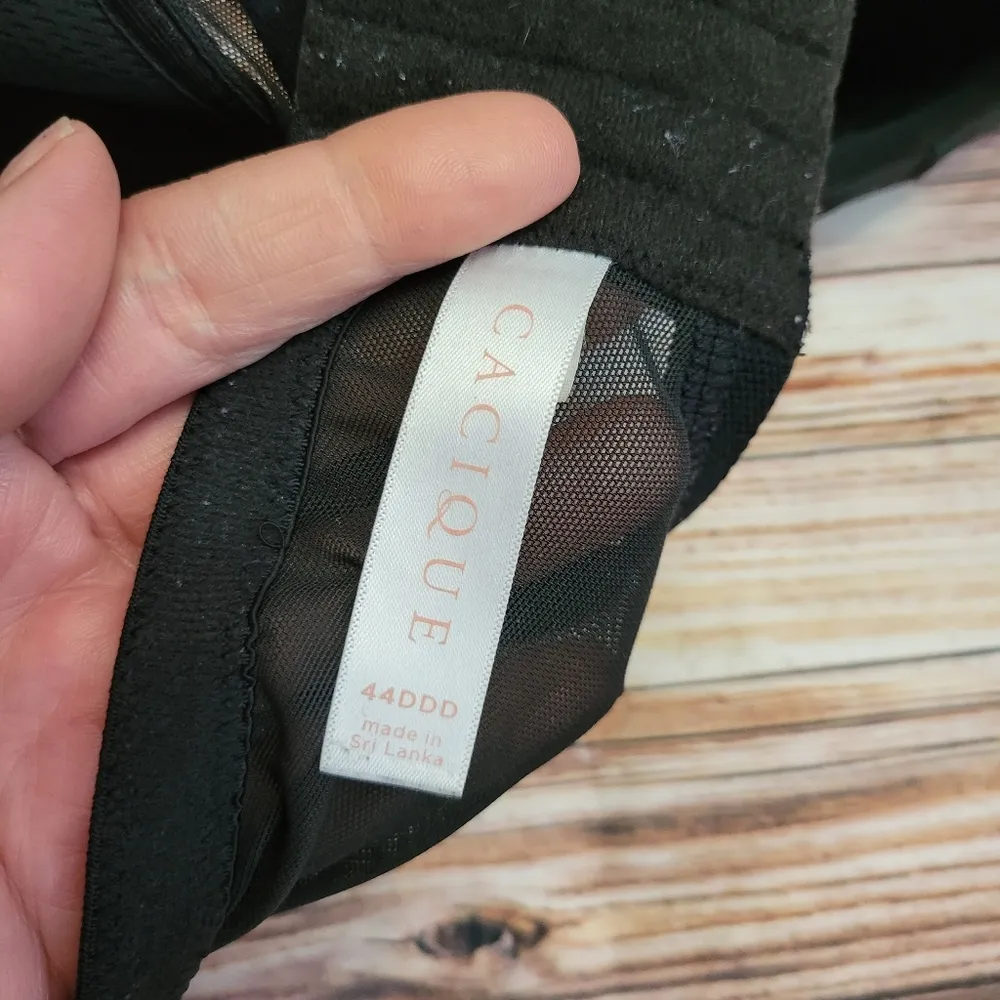 CACIQUE
44DDD
made in
Sri Lanka